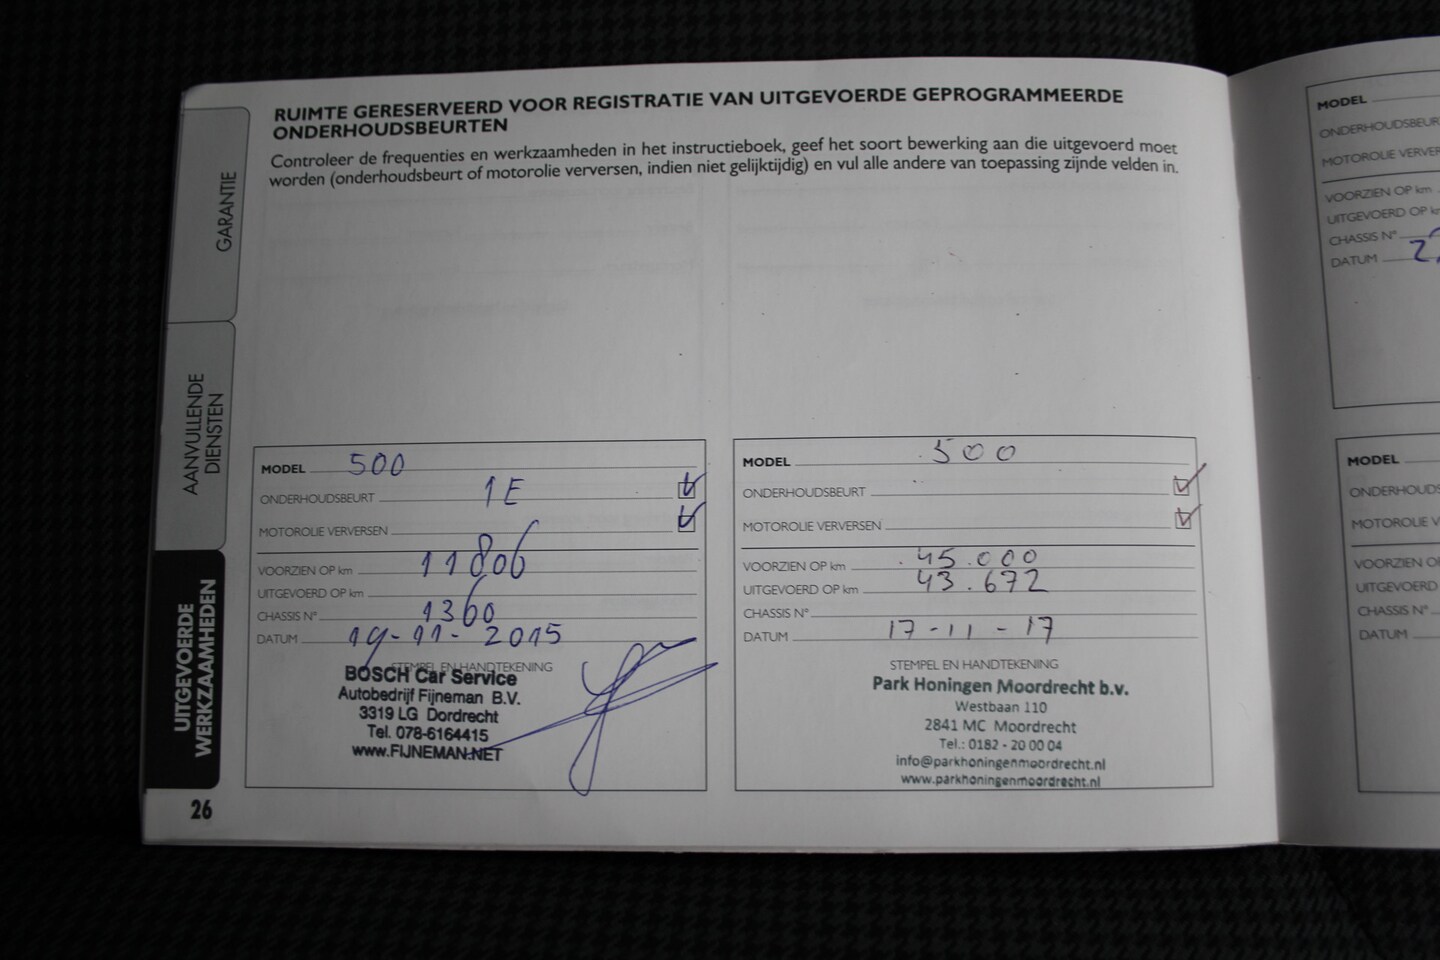 RUIMTE GERESERVEERD VOOR REGISTRATIE VAN UITGEVOERDE GEPROGRAMMEERDE
ONDERHOUDSBEURTEN
Controleer de frequenties en werkzaamheden in het instructieboek, geef het soort bewerking aan die uitgevoerd moet
worden (onderhoudsbeurt of motorolie verversen, indien niet gelijktijdig) en vul alle andere van toepassing zijnde velden in.
GARANTIE
AANVULLENDE
DIENSTEN
UITGEVOERDE
WERKZAAMHEDEN
26
MODEL 500
ONDERHOUDSBEURT 1E
MOTOROLIE VERVERSEN
VOORZIEN OP km 11806
UITGEVOERD OP km
CHASSIS N° 1360
DATUM 19-11-2015
STEMPEL EN HANDTEKENING
BOSCH Car Service
Autobedrijf Fijneman B.V.
3319 LG Dordrecht
Tel. 078-6164415
www.FIJNEMAN.NET
MODEL 500
ONDERHOUDSBEURT
MOTOROLIE VERVERSEN
VOORZIEN OP km 45.000
UITGEVOERD OP km 43.672
CHASSIS N°
DATUM 17-11-17
STEMPEL EN HANDTEKENING
Park Honingen Moordrecht b.v.
Westbaan 110
2841 MC Moordrecht
Tel.: 0182 - 20 00 04
info@parkhoningenmoordrecht.nl
www.parkhoningenmoordrecht.nl
MODEL
MOTOROLIE
VOORZIEN OP km
UITGEVOERD OP
CHASSIS N°
DATUM
MODEL
MOTOROLIE
VOORZIEN
UITGEVOERD
CHASSIS N°
DATUM